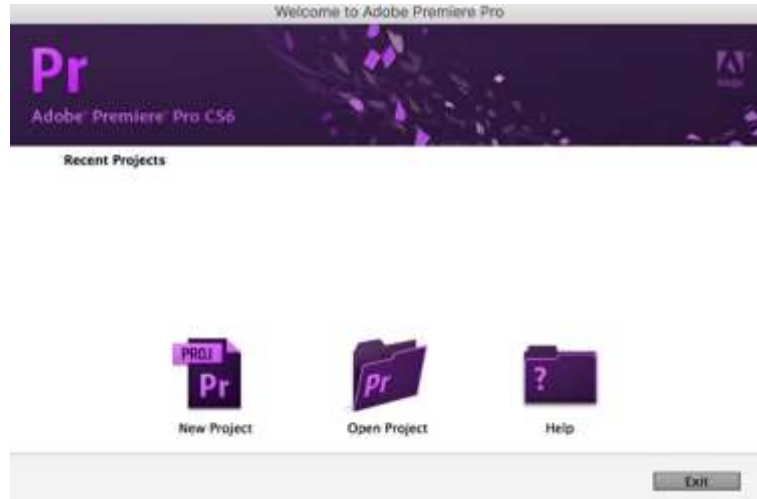 Welcome to Adobe Premiere Pro
Pr
Adobe
Adobe® Premiere® Pro CS6
Recent Projects
PROJ
Pr
Pr
?
New Project
Open Project
Help
Exit